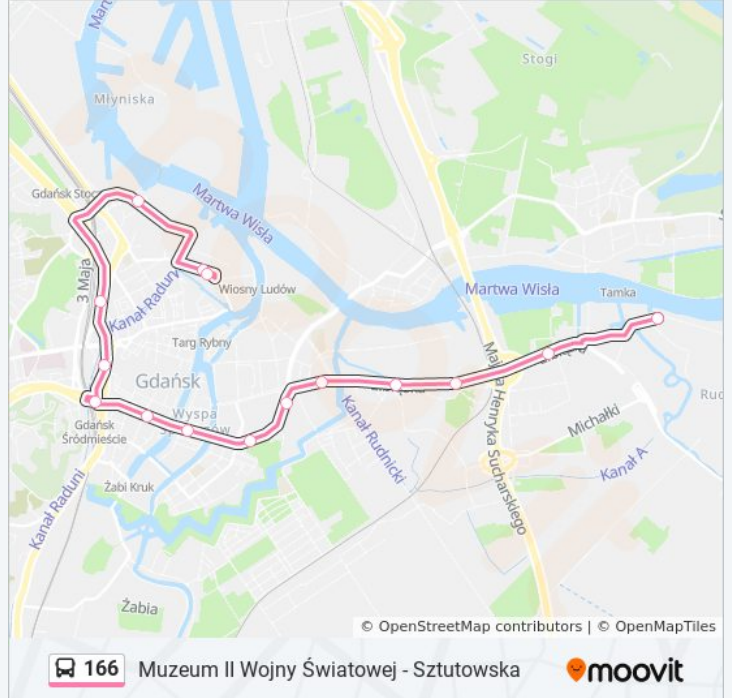 Stogi
Młyniska
Gdańsk Stocz
Martwa Wisła
3 Maja
Kanał Raduni
Wiosny Ludów
Martwa Wisła
Tamka
Targ Rybny
Gdańsk
Wyspa
Kanał Rudnicki
Majora Henryka Sucharskiego
Michałki
Kanał A
Gdańsk
Śródmieście
Kanał Raduni
Żabi Kruk
Żabia
© OpenStreetMap contributors | © OpenMapTiles
166 Muzeum II Wojny Światowej - Sztutowska
moovit